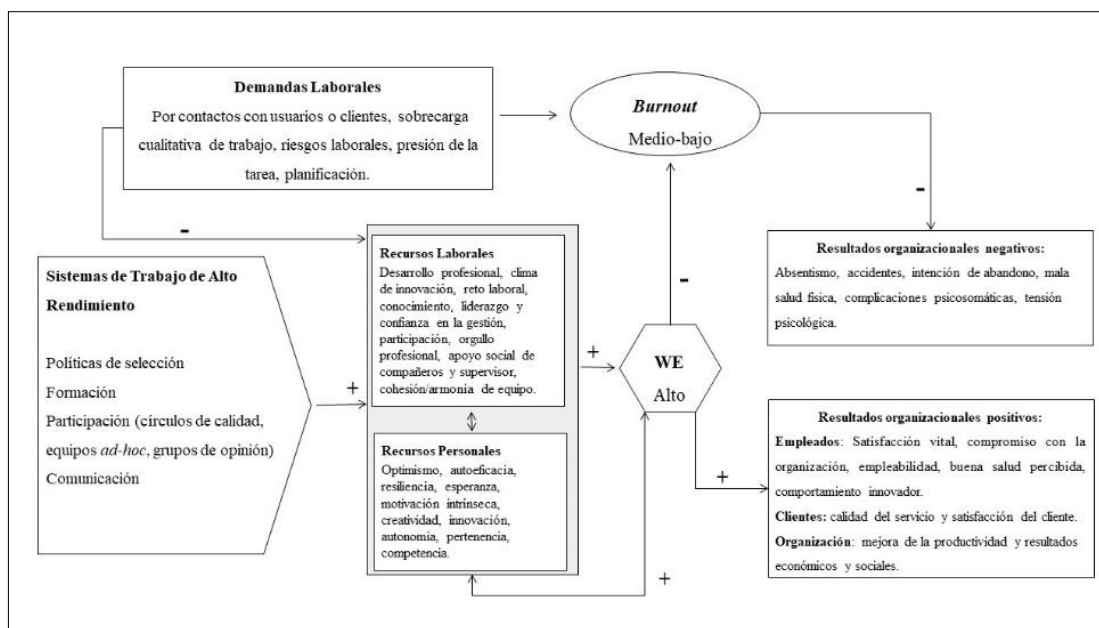 Demandas Laborales
Por contactos con usuarios o clientes, sobrecarga
cualitativa de trabajo, riesgos laborales, presión de la
tarea, planificación.
Burnout
Medio-bajo
-
-
Sistemas de Trabajo de Alto
Rendimiento
Políticas de selección
Formación
Participación (círculos de calidad,
equipos ad-hoc, grupos de opinión)
Comunicación
+
Recursos Laborales
Desarrollo profesional, clima
de innovación, reto laboral,
conocimiento, liderazgo y
confianza en la gestión,
participación, orgullo
profesional, apoyo social de
compañeros y supervisor,
cohesión/armonía de equipo.
Recursos Personales
Optimismo, autoeficacia,
resiliencia, esperanza,
motivación intrínseca,
creatividad, innovación,
autonomía, pertenencia,
competencia.
+
-
WE
Alto
+
+
Resultados organizacionales negativos:
Absentismo, accidentes, intención de abandono, mala
salud física, complicaciones psicosomáticas, tensión
psicológica.
Resultados organizacionales positivos:
Empleados: Satisfacción vital, compromiso con la
organización, empleabilidad, buena salud percibida,
comportamiento innovador.
Clientes: calidad del servicio y satisfacción del cliente.
Organización: mejora de la productividad y resultados
económicos y sociales.